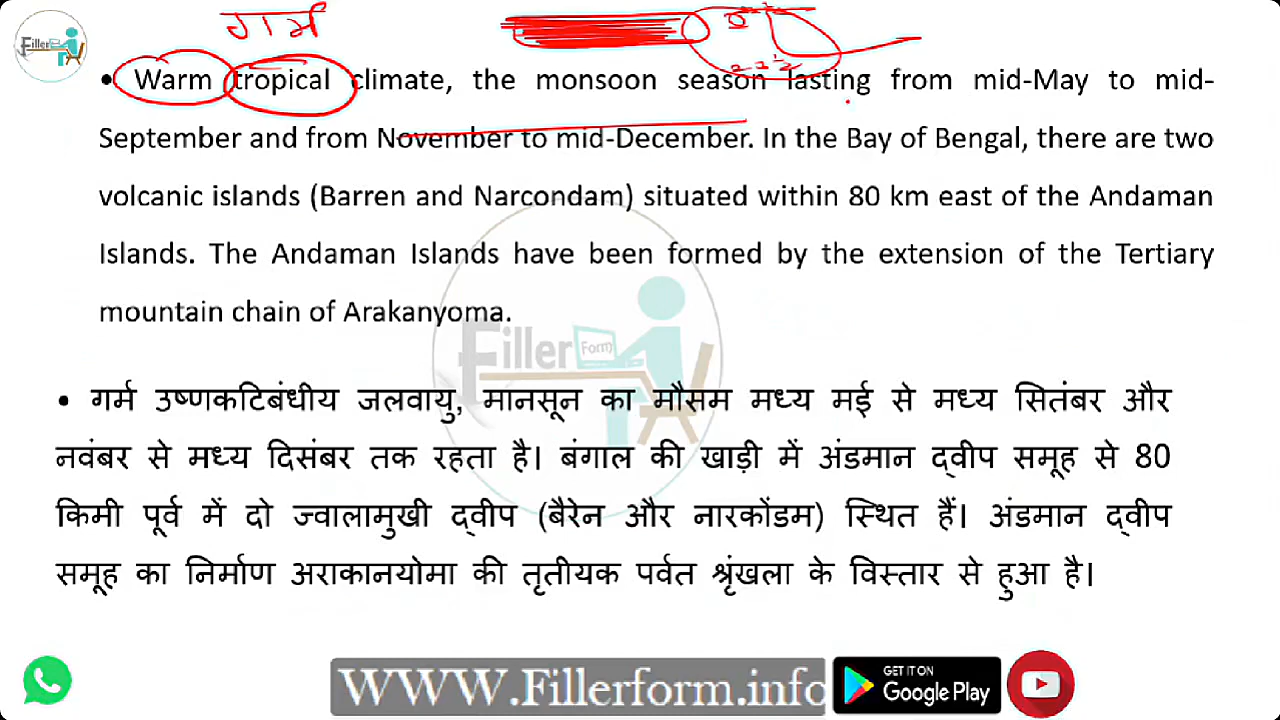 Filler
गर्म
• Warm tropical climate, the monsoon season lasting from mid-May to mid-
September and from November to mid-December. In the Bay of Bengal, there are two
volcanic islands (Barren and Narcondam) situated within 80 km east of the Andaman
Islands. The Andaman Islands have been formed by the extension of the Tertiary
mountain chain of Arakanyoma.
Filler Form
• गर्म उष्णकटिबंधीय जलवायु, मानसून का मौसम मध्य मई से मध्य सितंबर और
नवंबर से मध्य दिसंबर तक रहता है। बंगाल की खाड़ी में अंडमान द्वीप समूह से 80
किमी पूर्व में दो ज्वालामुखी द्वीप (बैरेन और नारकोंडम) स्थित हैं। अंडमान द्वीप
समूह का निर्माण अराकानयोमा की तृतीयक पर्वत श्रृंखला के विस्तार से हुआ है।
WWW.Fillerform.info
GET IT ON
Google Play